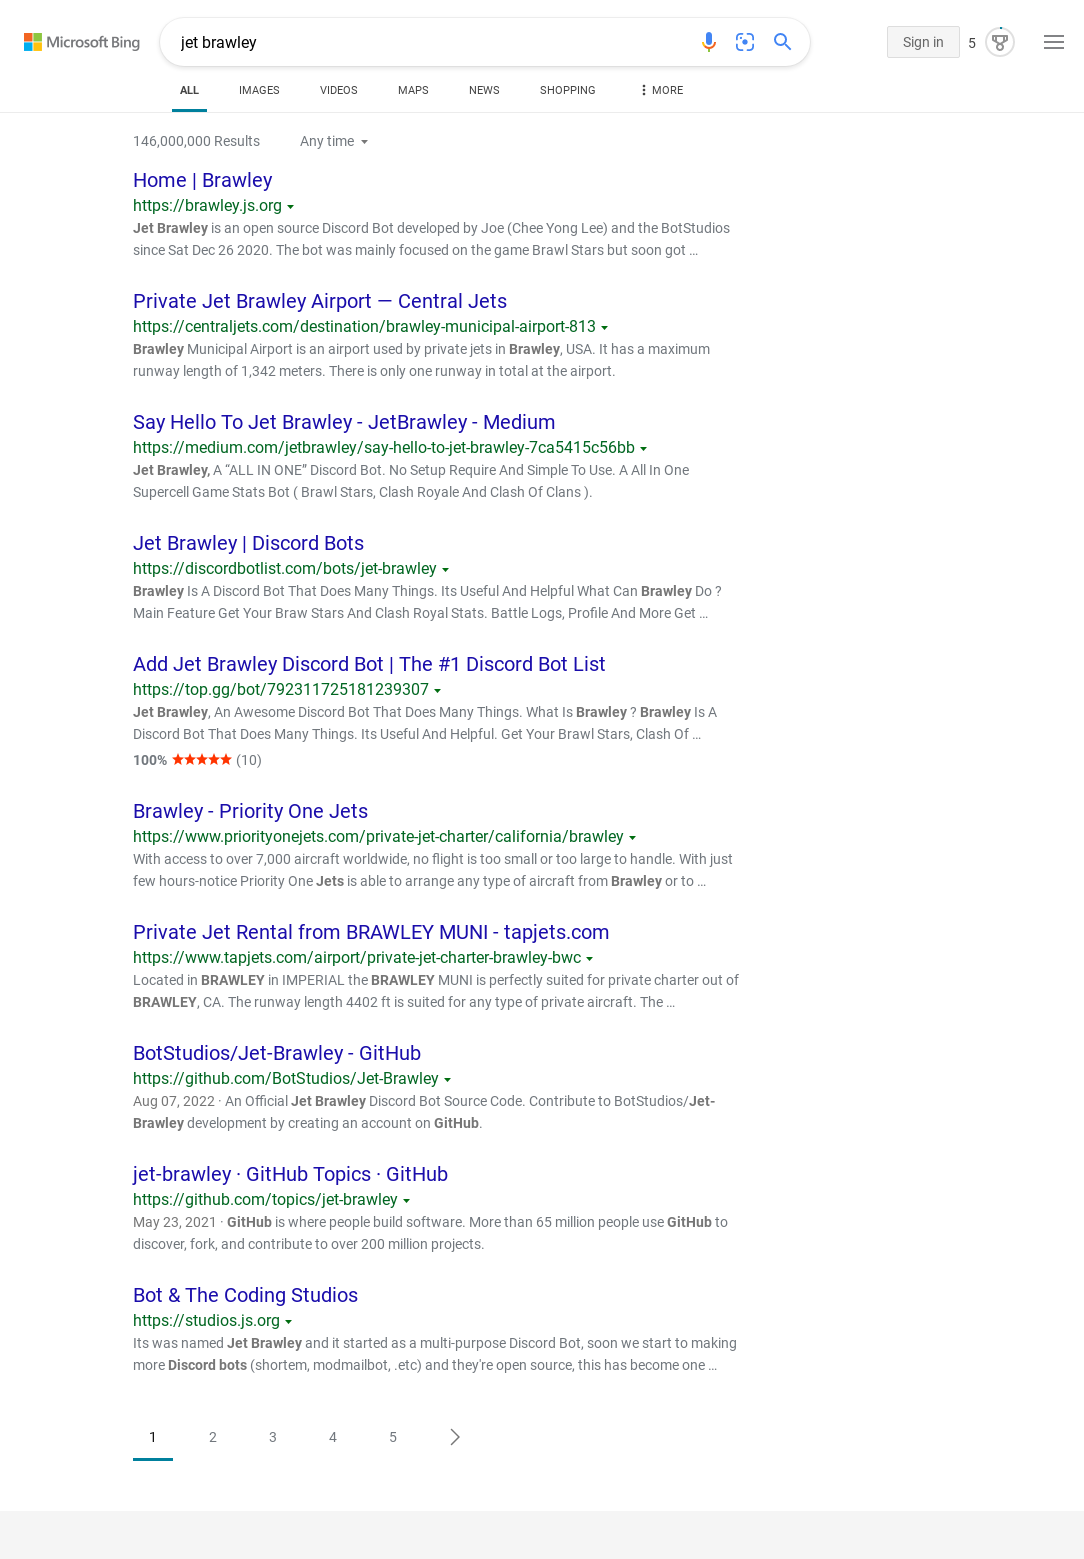 Microsoft Bing
jet brawley
Sign in
5
ALL
IMAGES
VIDEOS
MAPS
NEWS
SHOPPING
MORE
146,000,000 Results
Any time
Home | Brawley
https://brawley.js.org
Jet Brawley is an open source Discord Bot developed by Joe (Chee Yong Lee) and the BotStudios
since Sat Dec 26 2020. The bot was mainly focused on the game Brawl Stars but soon got …
Private Jet Brawley Airport — Central Jets
https://centraljets.com/destination/brawley-municipal-airport-813
Brawley Municipal Airport is an airport used by private jets in Brawley, USA. It has a maximum
runway length of 1,342 meters. There is only one runway in total at the airport.
Say Hello To Jet Brawley - JetBrawley - Medium
https://medium.com/jetbrawley/say-hello-to-jet-brawley-7ca5415c56bb
Jet Brawley, A “ALL IN ONE” Discord Bot. No Setup Require And Simple To Use. A All In One
Supercell Game Stats Bot ( Brawl Stars, Clash Royale And Clash Of Clans ).
Jet Brawley | Discord Bots
https://discordbotlist.com/bots/jet-brawley
Brawley Is A Discord Bot That Does Many Things. Its Useful And Helpful What Can Brawley Do ?
Main Feature Get Your Braw Stars And Clash Royal Stats. Battle Logs, Profile And More Get …
Add Jet Brawley Discord Bot | The #1 Discord Bot List
https://top.gg/bot/792311725181239307
Jet Brawley, An Awesome Discord Bot That Does Many Things. What Is Brawley ? Brawley Is A
Discord Bot That Does Many Things. Its Useful And Helpful. Get Your Brawl Stars, Clash Of …
100% ★★★★★ (10)
Brawley - Priority One Jets
https://www.priorityonejets.com/private-jet-charter/california/brawley
With access to over 7,000 aircraft worldwide, no flight is too small or too large to handle. With just
few hours-notice Priority One Jets is able to arrange any type of aircraft from Brawley or to …
Private Jet Rental from BRAWLEY MUNI - tapjets.com
https://www.tapjets.com/airport/private-jet-charter-brawley-bwc
Located in BRAWLEY in IMPERIAL the BRAWLEY MUNI is perfectly suited for private charter out of
BRAWLEY, CA. The runway length 4402 ft is suited for any type of private aircraft. The …
BotStudios/Jet-Brawley - GitHub
https://github.com/BotStudios/Jet-Brawley
Aug 07, 2022 · An Official Jet Brawley Discord Bot Source Code. Contribute to BotStudios/Jet-
Brawley development by creating an account on GitHub.
jet-brawley · GitHub Topics · GitHub
https://github.com/topics/jet-brawley
May 23, 2021 · GitHub is where people build software. More than 65 million people use GitHub to
discover, fork, and contribute to over 200 million projects.
Bot & The Coding Studios
https://studios.js.org
Its was named Jet Brawley and it started as a multi-purpose Discord Bot, soon we start to making
more Discord bots (shortem, modmailbot, .etc) and they're open source, this has become one …
1 2 3 4 5